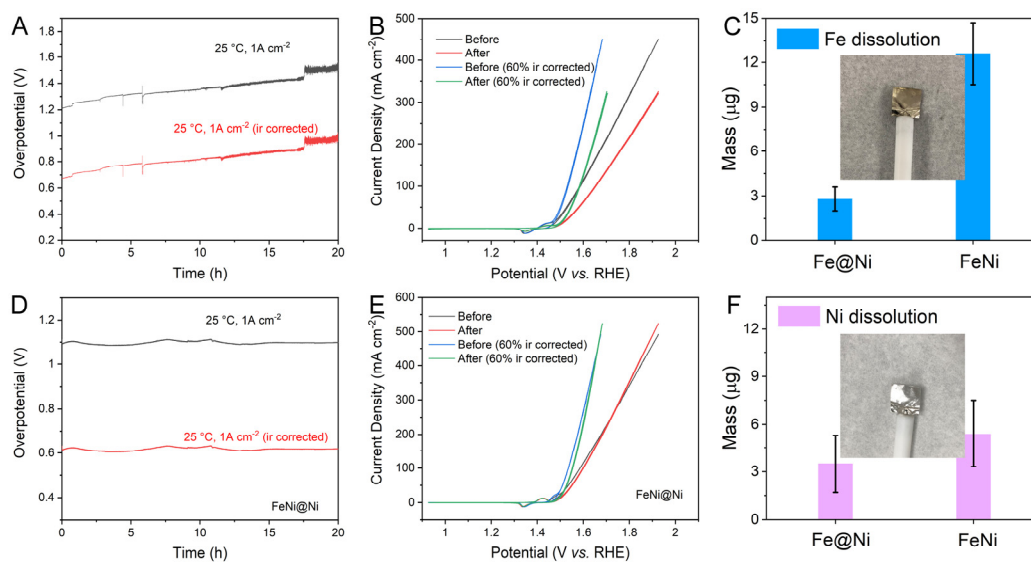 A
25 °C, 1A cm⁻²
25 °C, 1A cm⁻² (ir corrected)
Overpotential (V)
1.8
1.6
1.4
1.2
1.0
0.8
0.6
0.4
0.2
0
5
10
15
20
Time (h)
B
Before
After
Before (60% ir corrected)
After (60% ir corrected)
Current Density (mA cm⁻²)
500
400
300
200
100
0
1
1.2
1.4
1.6
1.8
2
Potential (V vs. RHE)
C
Fe dissolution
Mass (µg)
15
12
9
6
3
0
Fe@Ni
FeNi
D
25 °C, 1A cm⁻²
25 °C, 1A cm⁻² (ir corrected)
FeNi@Ni
Overpotential (V)
1.2
1.0
0.8
0.6
0.4
0
5
10
15
20
Time (h)
E
Before
After
Before (60% ir corrected)
After (60% ir corrected)
FeNi@Ni
Current Density (mA cm⁻²)
600
500
400
300
200
100
0
1
1.2
1.4
1.6
1.8
2
Potential (V vs. RHE)
F
Ni dissolution
Mass (µg)
12
9
6
3
0
Fe@Ni
FeNi